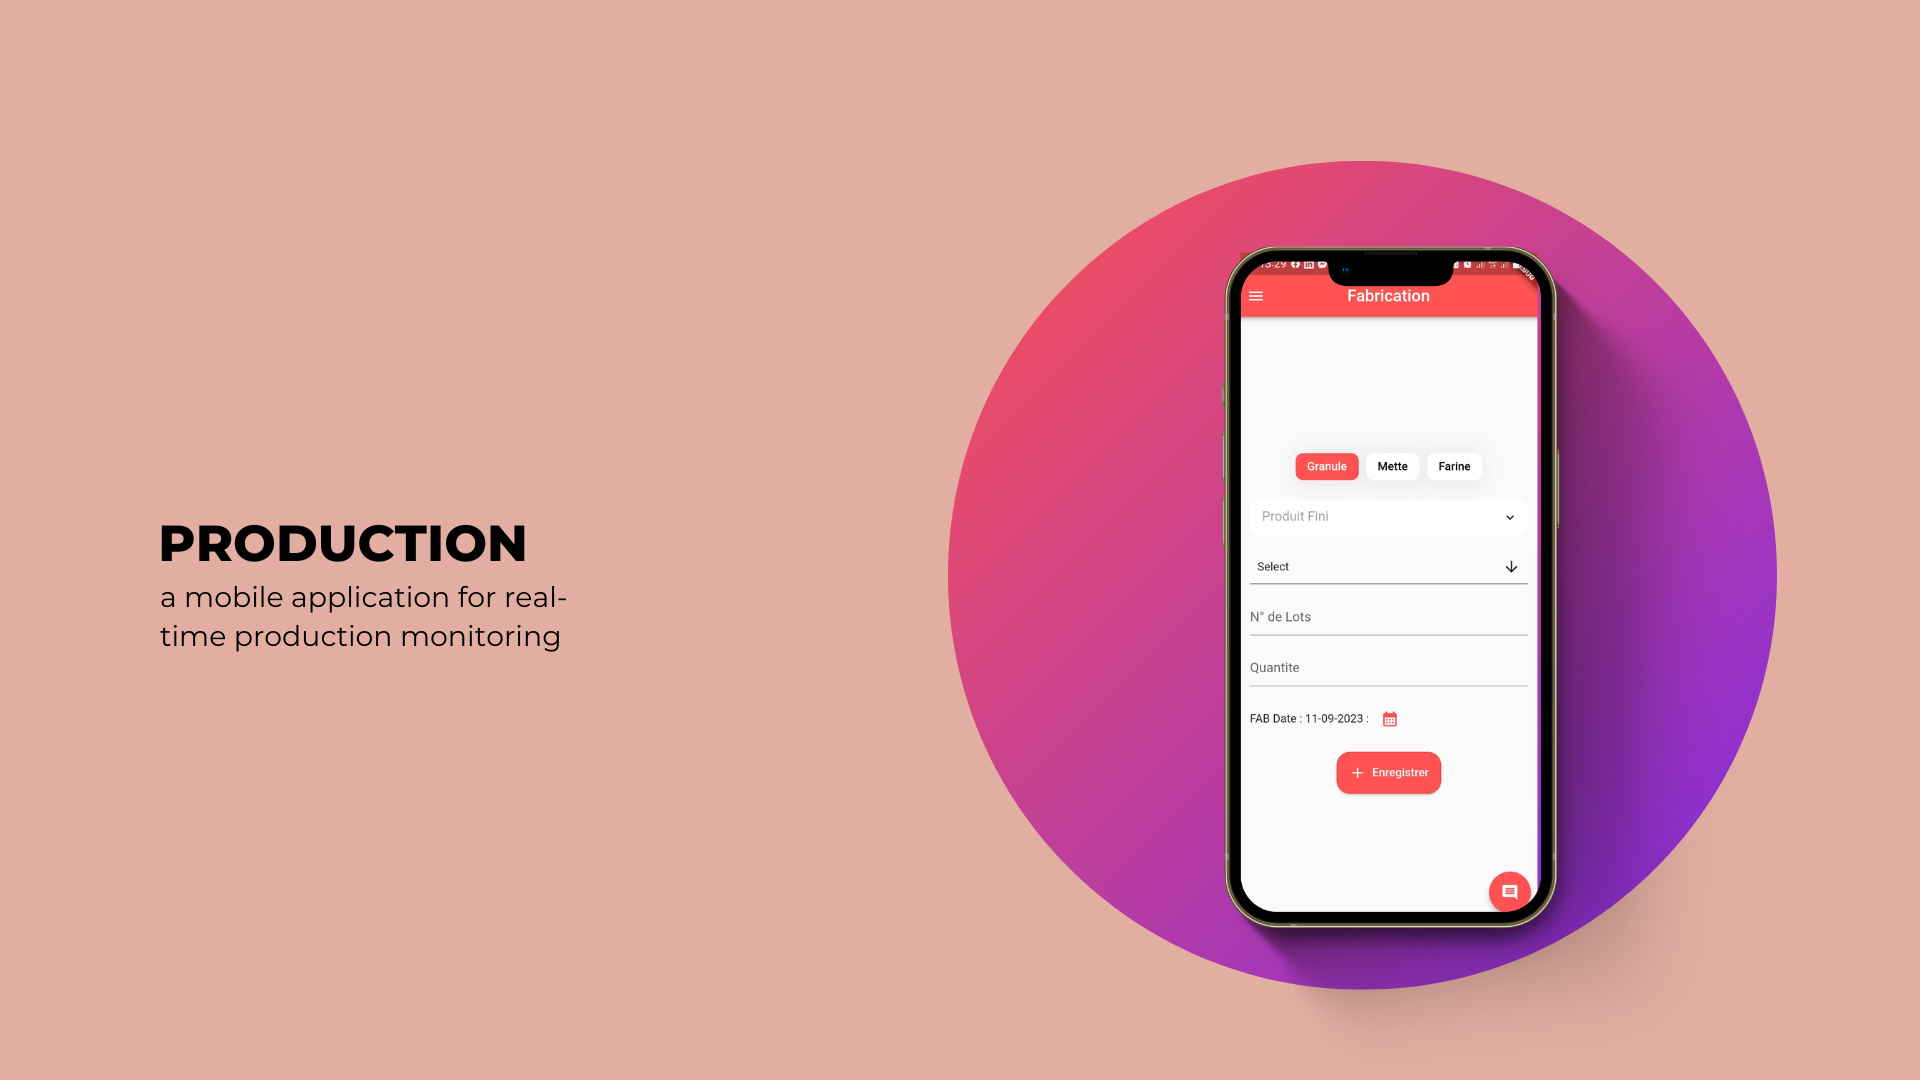 PRODUCTION
a mobile application for real-
time production monitoring
Fabrication
Granule Mette Farine
Produit Fini
Select
N° de Lots
Quantite
FAB Date : 11-09-2023 :
Enregistrer